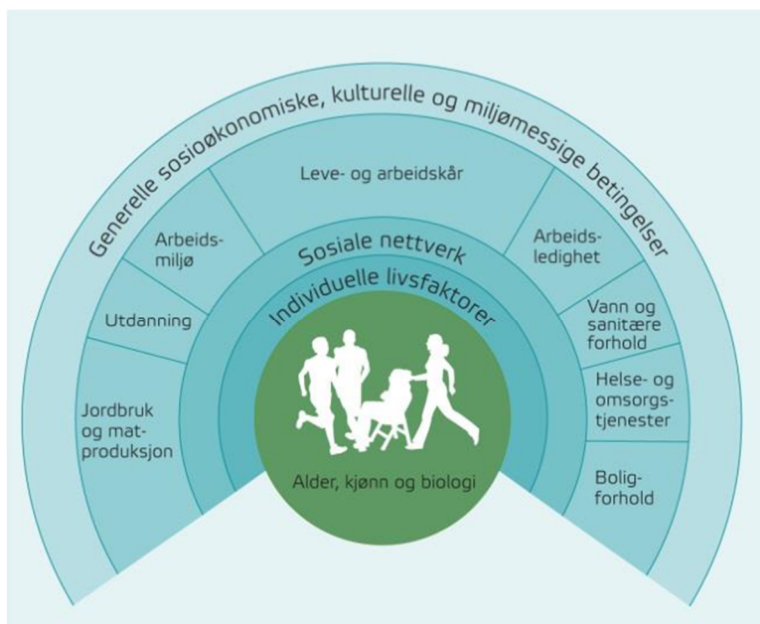 Generelle sosioøkonomiske, kulturelle og miljømessige betingelser
Leve- og arbeidskår
Arbeids-
miljø
Arbeids-
ledighet
Sosiale nettverk
Individuelle livsfaktorer
Utdanning
Vann og
sanitære
forhold
Jordbruk
og mat-
produksjon
Helse- og
omsorgs-
tjenester
Bolig-
forhold
Alder, kjønn og biologi